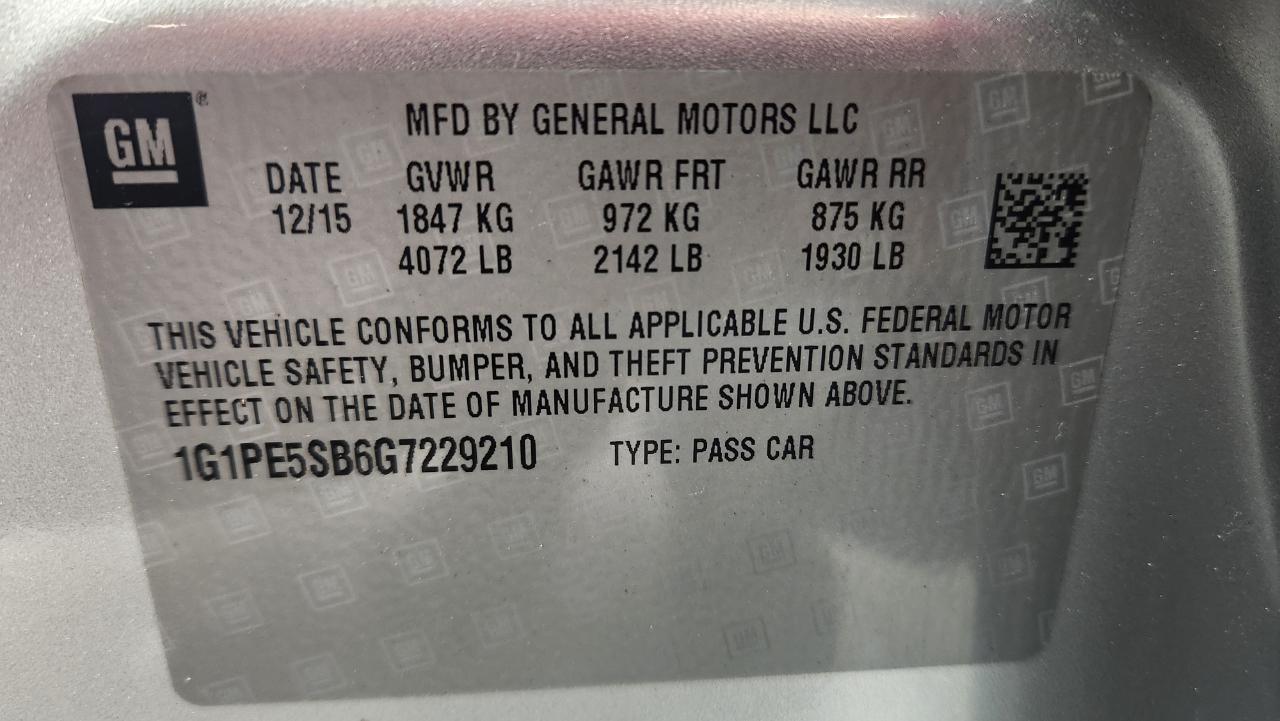 GM ®
MFD BY GENERAL MOTORS LLC
DATE GVWR GAWR FRT GAWR RR
12/15 1847 KG 972 KG 875 KG
4072 LB 2142 LB 1930 LB
THIS VEHICLE CONFORMS TO ALL APPLICABLE U.S. FEDERAL MOTOR
VEHICLE SAFETY, BUMPER, AND THEFT PREVENTION STANDARDS IN
EFFECT ON THE DATE OF MANUFACTURE SHOWN ABOVE.
1G1PE5SB6G7229210 TYPE: PASS CAR